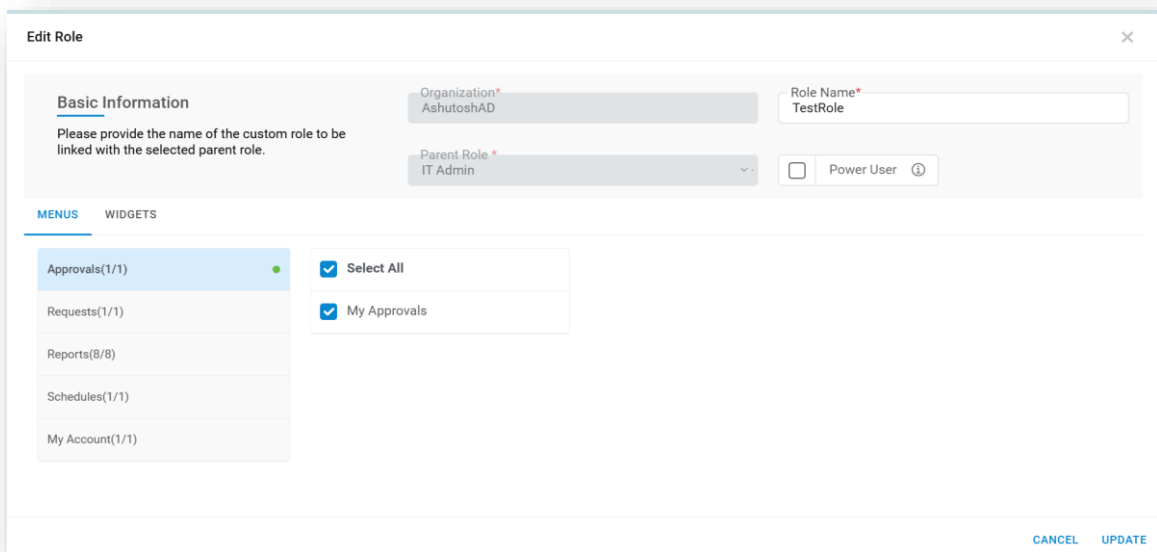 Edit Role
Basic Information
Please provide the name of the custom role to be
linked with the selected parent role.
Organization*
AshutoshAD
Role Name*
TestRole
Parent Role *
IT Admin
Power User
MENUS
WIDGETS
Approvals(1/1)
Requests(1/1)
Reports(8/8)
Schedules(1/1)
My Account(1/1)
Select All
My Approvals
CANCEL
UPDATE